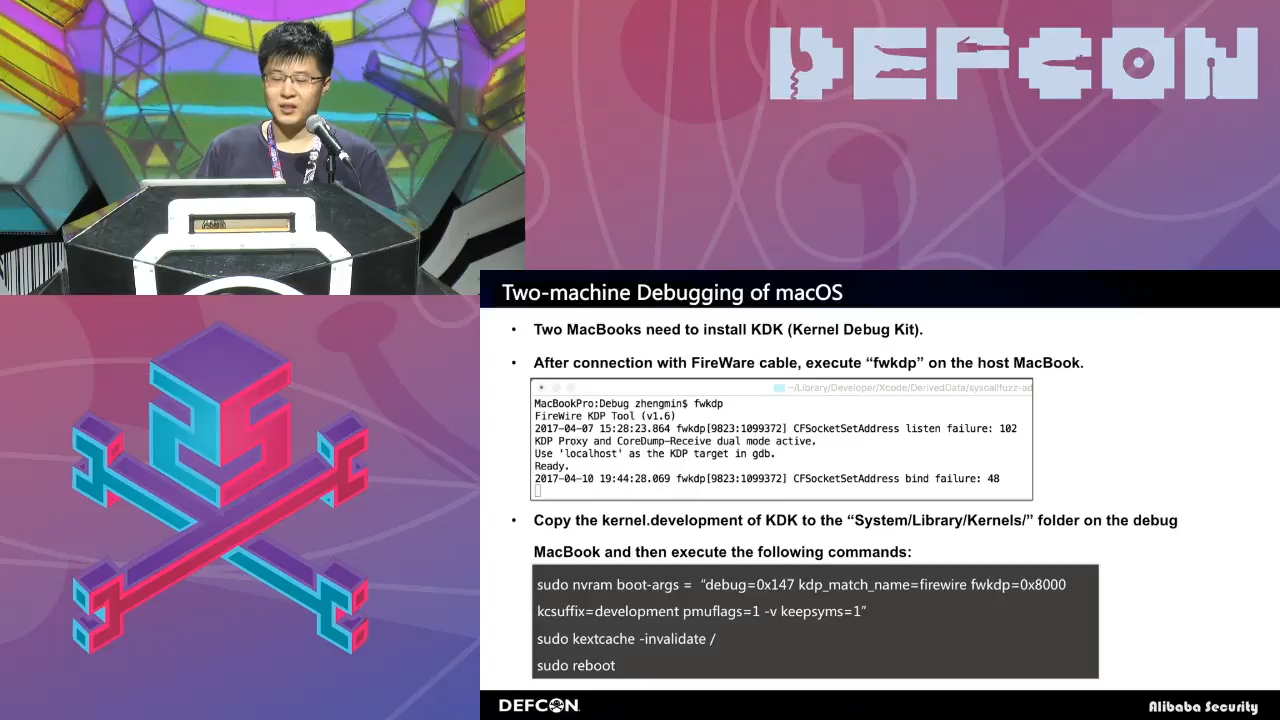 DEFCON
Two-machine Debugging of macOS
• Two MacBooks need to install KDK (Kernel Debug Kit).
• After connection with FireWare cable, execute “fwkdp” on the host MacBook.
~/Library/Developer/Xcode/DerivedData/syscallfuzz-ad
MacBookPro:Debug zhengmin$ fwkdp
FireWire KDP Tool (v1.6)
2017-04-07 15:28:23.864 fwkdp[9823:1099372] CFSocketSetAddress listen failure: 102
KDP Proxy and CoreDump-Receive dual mode active.
Use 'localhost' as the KDP target in gdb.
Ready.
2017-04-10 19:44:28.069 fwkdp[9823:1099372] CFSocketSetAddress bind failure: 48
• Copy the kernel.development of KDK to the “System/Library/Kernels/” folder on the debug
MacBook and then execute the following commands:
sudo nvram boot-args = “debug=0x147 kdp_match_name=firewire fwkdp=0x8000
kcsuffix=development pmuflags=1 -v keepsyms=1”
sudo kextcache -invalidate /
sudo reboot
DEFCON
Alibaba Security